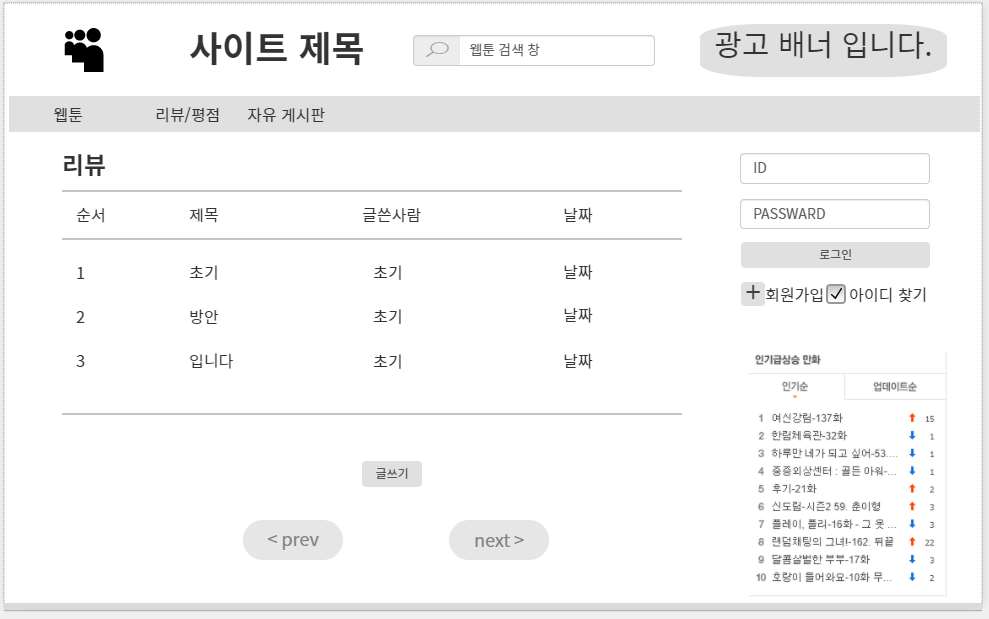 사이트 제목
웹툰 검색 창
광고 배너 입니다.
웹툰 리뷰/평점 자유 게시판
리뷰
순서 제목 글쓴사람 날짜
1 초기 초기 날짜
2 방안 초기 날짜
3 입니다 초기 날짜
글쓰기
< prev next >
ID
PASSWARD
로그인
+ 회원가입 아이디 찾기
인기급상승 만화
인기순 업데이트순
1 여신강림-137화 15
2 한림체육관-32화 1
3 하루만 네가 되고 싶어-53.... 1
4 중증외상센터 : 골든 아워-... 1
5 후기-21화 2
6 신도림-시즌2 59. 춘이형 3
7 플레이, 플리-16화 - 그 옷 ... 3
8 랜덤채팅의 그녀!-162. 뒤끝 22
9 달콤살벌한 부부-17화 3
10 호랑이 들어와요-10화 무... 2